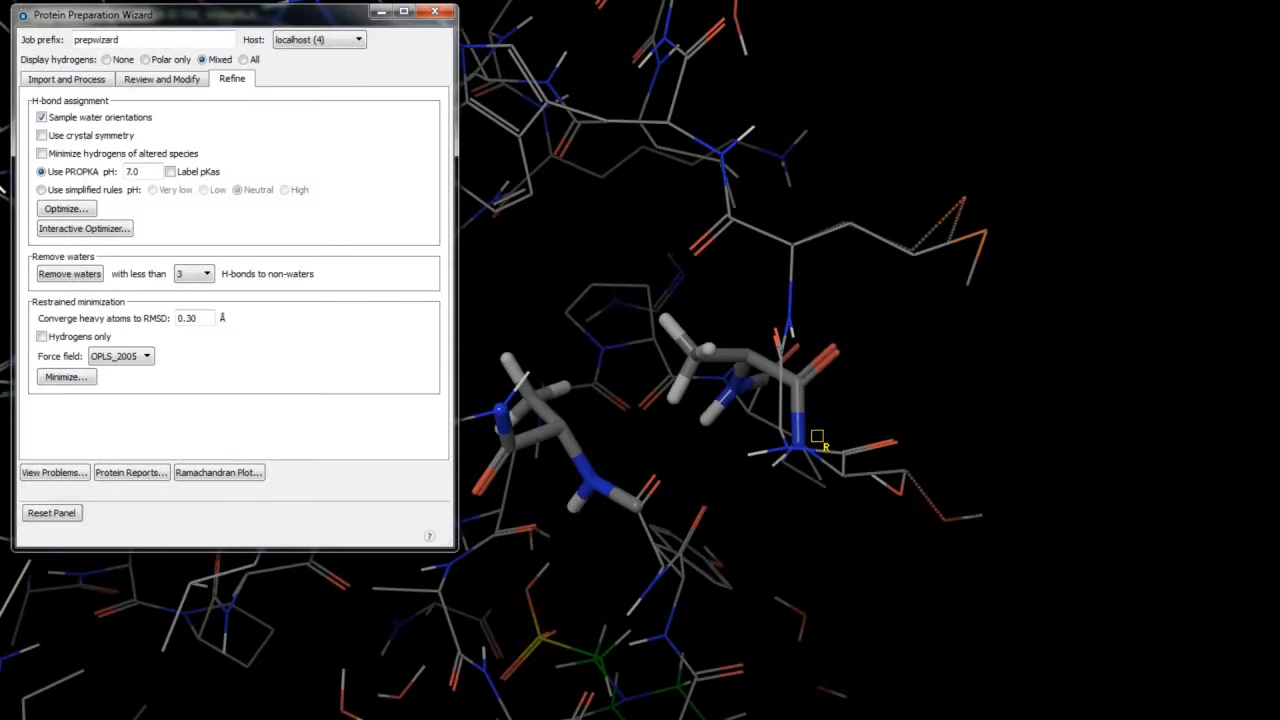 Protein Preparation Wizard
Job prefix: prepwizard Host: localhost (4)
Display hydrogens: None Polar only Mixed All
Import and Process Review and Modify Refine
H-bond assignment
Sample water orientations
Use crystal symmetry
Minimize hydrogens of altered species
Use PROPKA pH: 7.0 Label pKas
Use simplified rules pH: Very low Low Neutral High
Optimize...
Interactive Optimizer...
Remove waters
Remove waters with less than 3 H-bonds to non-waters
Restrained minimization
Converge heavy atoms to RMSD: 0.30 Å
Hydrogens only
Force field: OPLS_2005
Minimize...
View Problems... Protein Reports... Ramachandran Plot...
Reset Panel
?
R